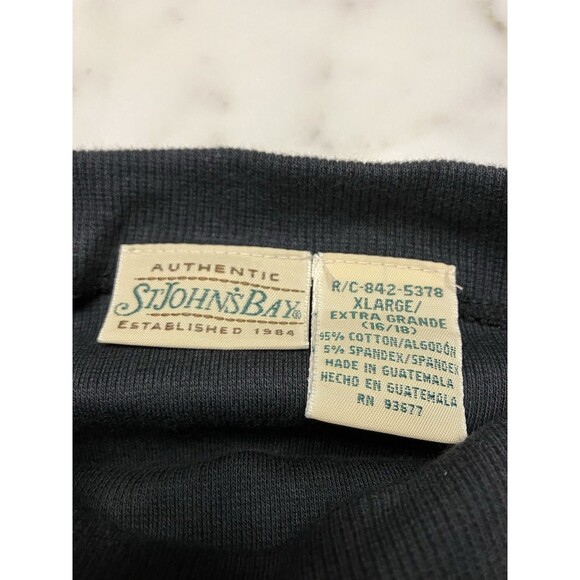 AUTHENTIC
ST.JOHN'S BAY®
ESTABLISHED 1984
R/C-842-5378
XLARGE/
EXTRA GRANDE
(16/18)
95% COTTON/ALGODÓN
5% SPANDEX/SPANDEX
MADE IN GUATEMALA
HECHO EN GUATEMALA
RN 93677